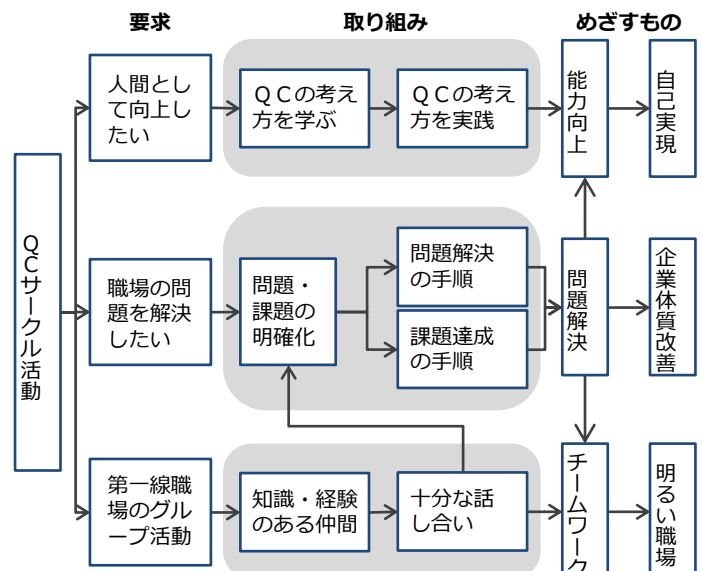 要求
取り組み
めざすもの
人間とし
て向上し
たい
ＱＣの考え
方を学ぶ
ＱＣの考え
方を実践
能力向上
自己実現
ＱＣサークル活動
職場の問
題を解決
したい
問題・
課題の
明確化
問題解決
の手順
課題達成
の手順
問題解決
企業体質改善
第一線職
場のグル
ープ活動
知識・経験
のある仲間
十分な話
し合い
チームワーク
明るい職場